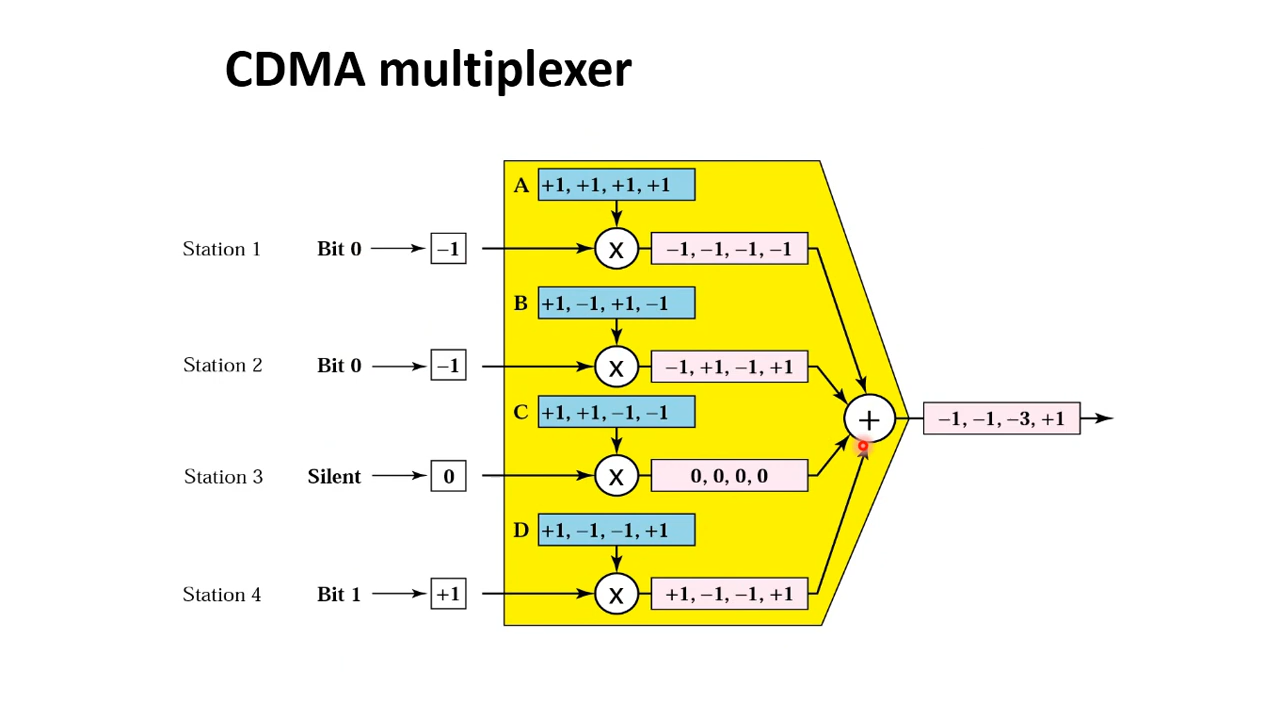 CDMA multiplexer
A +1, +1, +1, +1
Station 1 Bit 0 −1 X −1, −1, −1, −1
B +1, −1, +1, −1
Station 2 Bit 0 −1 X −1, +1, −1, +1
C +1, +1, −1, −1
+ −1, −1, −3, +1
Station 3 Silent 0 X 0, 0, 0, 0
D +1, −1, −1, +1
Station 4 Bit 1 +1 X +1, −1, −1, +1